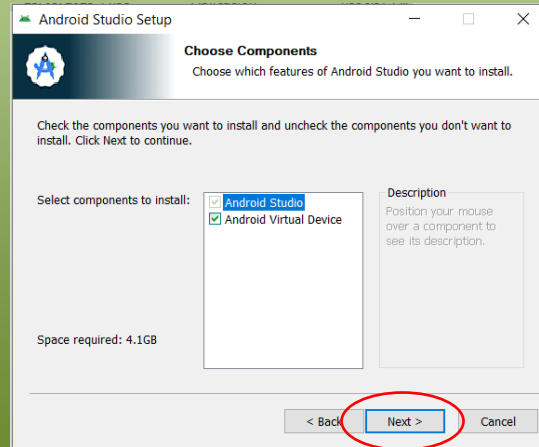 Android Studio Setup
Choose Components
Choose which features of Android Studio you want to install.
Check the components you want to install and uncheck the components you don't want to
install. Click Next to continue.
Select components to install:
Android Studio
Android Virtual Device
Description
Position your mouse
over a component to
see its description.
Space required: 4.1GB
< Back
Next >
Cancel